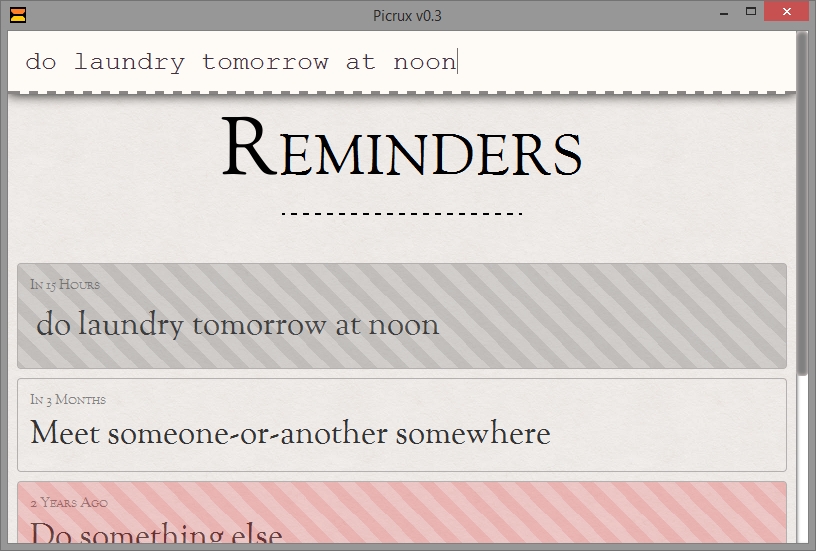 Picrux v0.3
do laundry tomorrow at noon
Reminders
In 15 Hours
do laundry tomorrow at noon
In 3 Months
Meet someone-or-another somewhere
2 Years Ago
Do something else